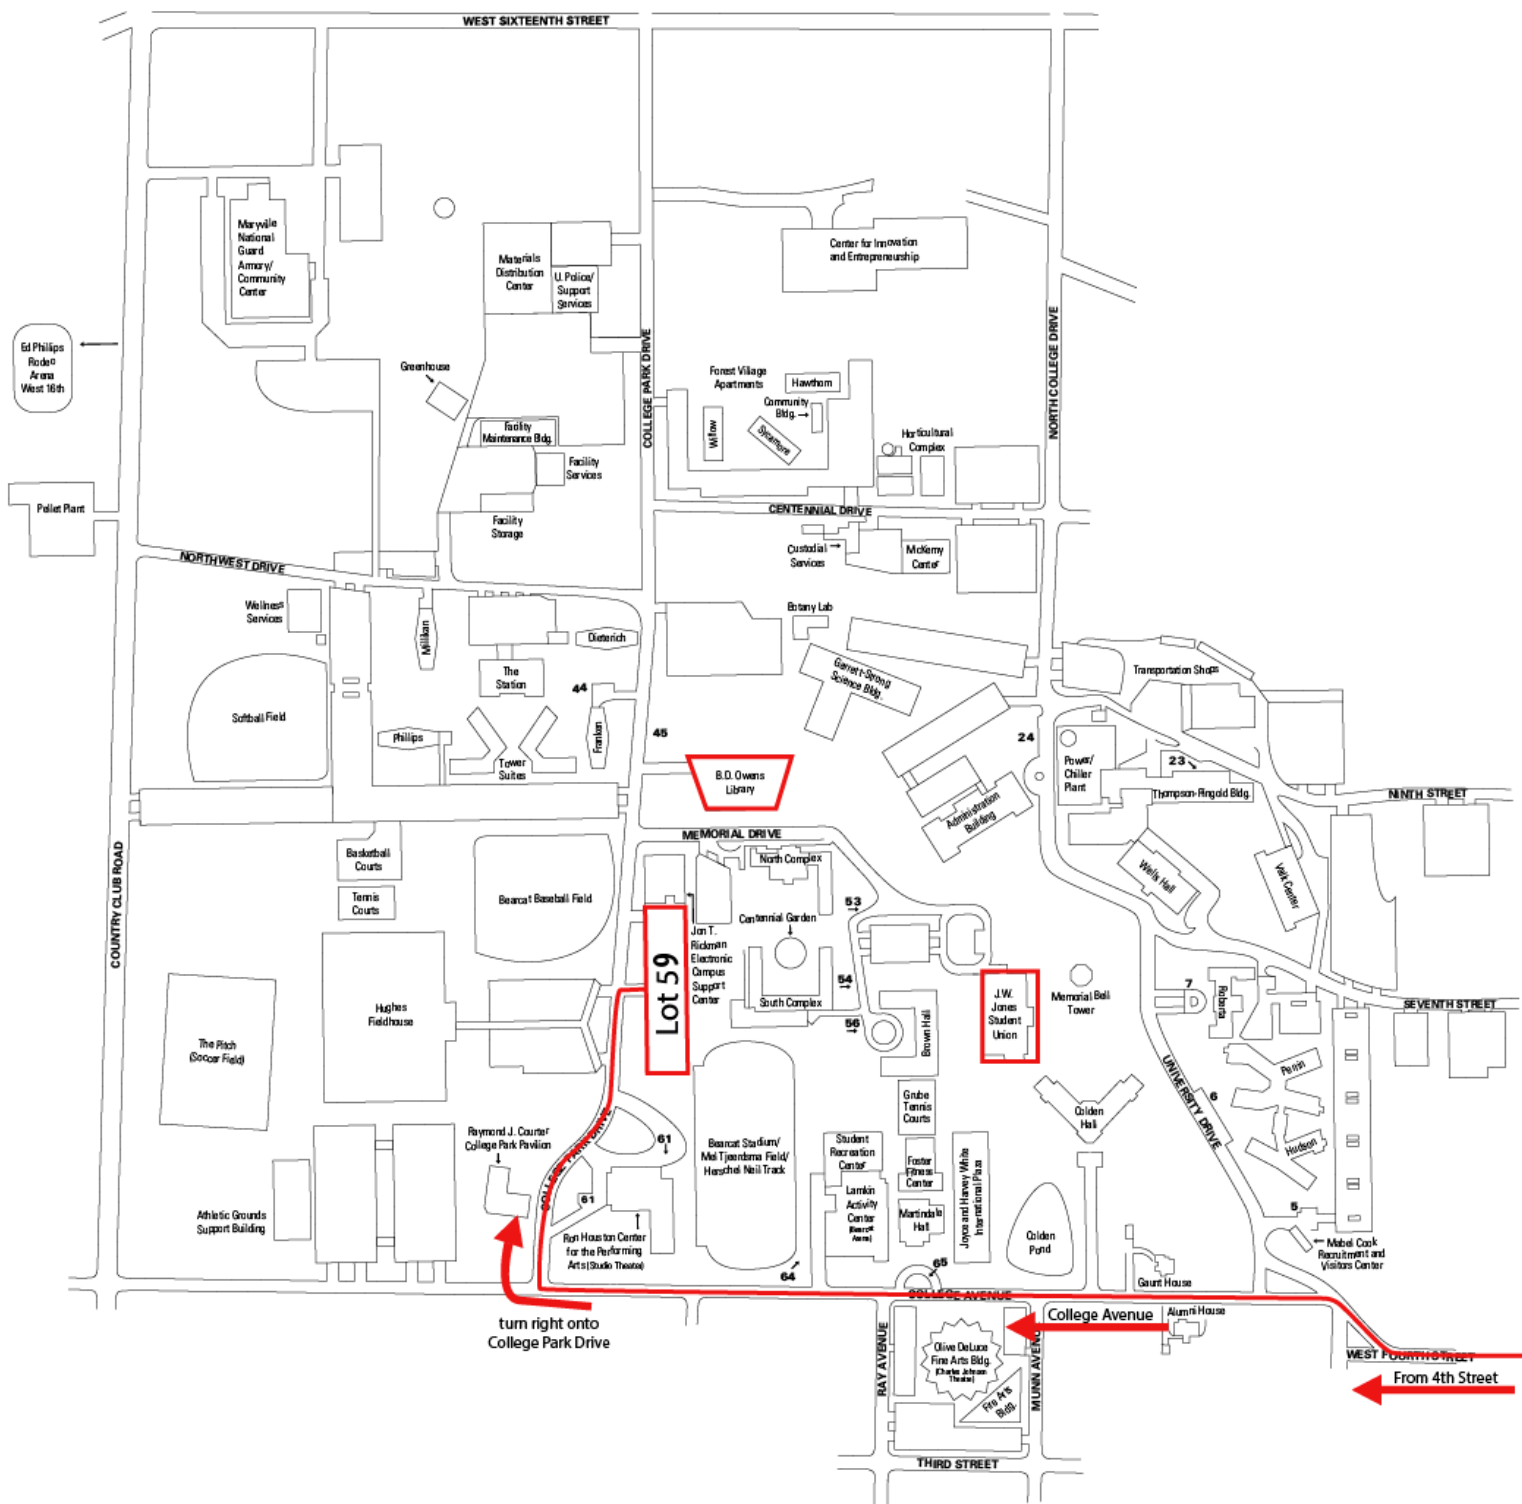 WEST SIXTEENTH STREET
Maryville
National
Guard
Armory/
Community
Center
Materials
Distribution
Center
U. Police/
Support
Services
Center for Innovation
and Entrepreneurship
Ed Phillips
Rodeo
Arena
West 16th
COLLEGE PARK DRIVE
NORTH COLLEGE DRIVE
Greenhouse
Forest Village
Apartments
Hawthorn
Community
Bldg.
Willow
Sycamore
Facility
Maintenance Bldg.
Horticultural
Complex
Facility
Services
Pellet Plant
CENTENNIAL DRIVE
Facility
Storage
Custodial
Services
McKemy
Center
NORTHWEST DRIVE
Wellness
Services
Millikan
Dieterich
Botany Lab
The
Station
Garrett-Strong
Science Bldg.
Transportation Shops
44
Softball Field
Phillips
Franken
45
24
Tower
Suites
B.D. Owens
Library
Power/
Chiller
Plant
23
Thompson-Ringold Bldg.
NINTH STREET
Administration
Building
MEMORIAL DRIVE
COUNTRY CLUB ROAD
Basketball
Courts
North Complex
Wells Hall
Valk Center
Tennis
Courts
Bearcat Baseball Field
53
Centennial Garden
Jon T.
Rickman
Electronic
Campus
Support
Center
Lot 59
54
J.W.
Jones
Student
Union
Memorial Bell
Tower
7
Roberta
SEVENTH STREET
Hughes
Fieldhouse
South Complex
56
Brown Hall
The Pitch
(Soccer Field)
UNIVERSITY DRIVE
Perrin
6
Grube
Tennis
Courts
Colden
Hall
Hudson
Raymond J. Courter
College Park Pavilion
COLLEGE PARK DRIVE
61
Bearcat Stadium/
Mel Tjeerdsma Field/
Herschel Neil Track
Student
Recreation
Center
Foster
Fitness
Center
Joyce and Harvey White
International Plaza
61
Lamkin
Activity
Center
(Bearcat
Arena)
Martindale
Hall
5
Athletic Grounds
Support Building
Ron Houston Center
for the Performing
Arts (Studio Theater)
Colden
Pond
Mabel Cook
Recruitment and
Visitors Center
64
65
Gaunt House
COLLEGE AVENUE
turn right onto
College Park Drive
College Avenue
Alumni House
RAY AVENUE
Olive DeLuce
Fine Arts Bldg.
(Charles Johnson
Theatre)
MUNN AVENUE
WEST FOURTH STREET
From 4th Street
Fire Arts
Bldg.
THIRD STREET